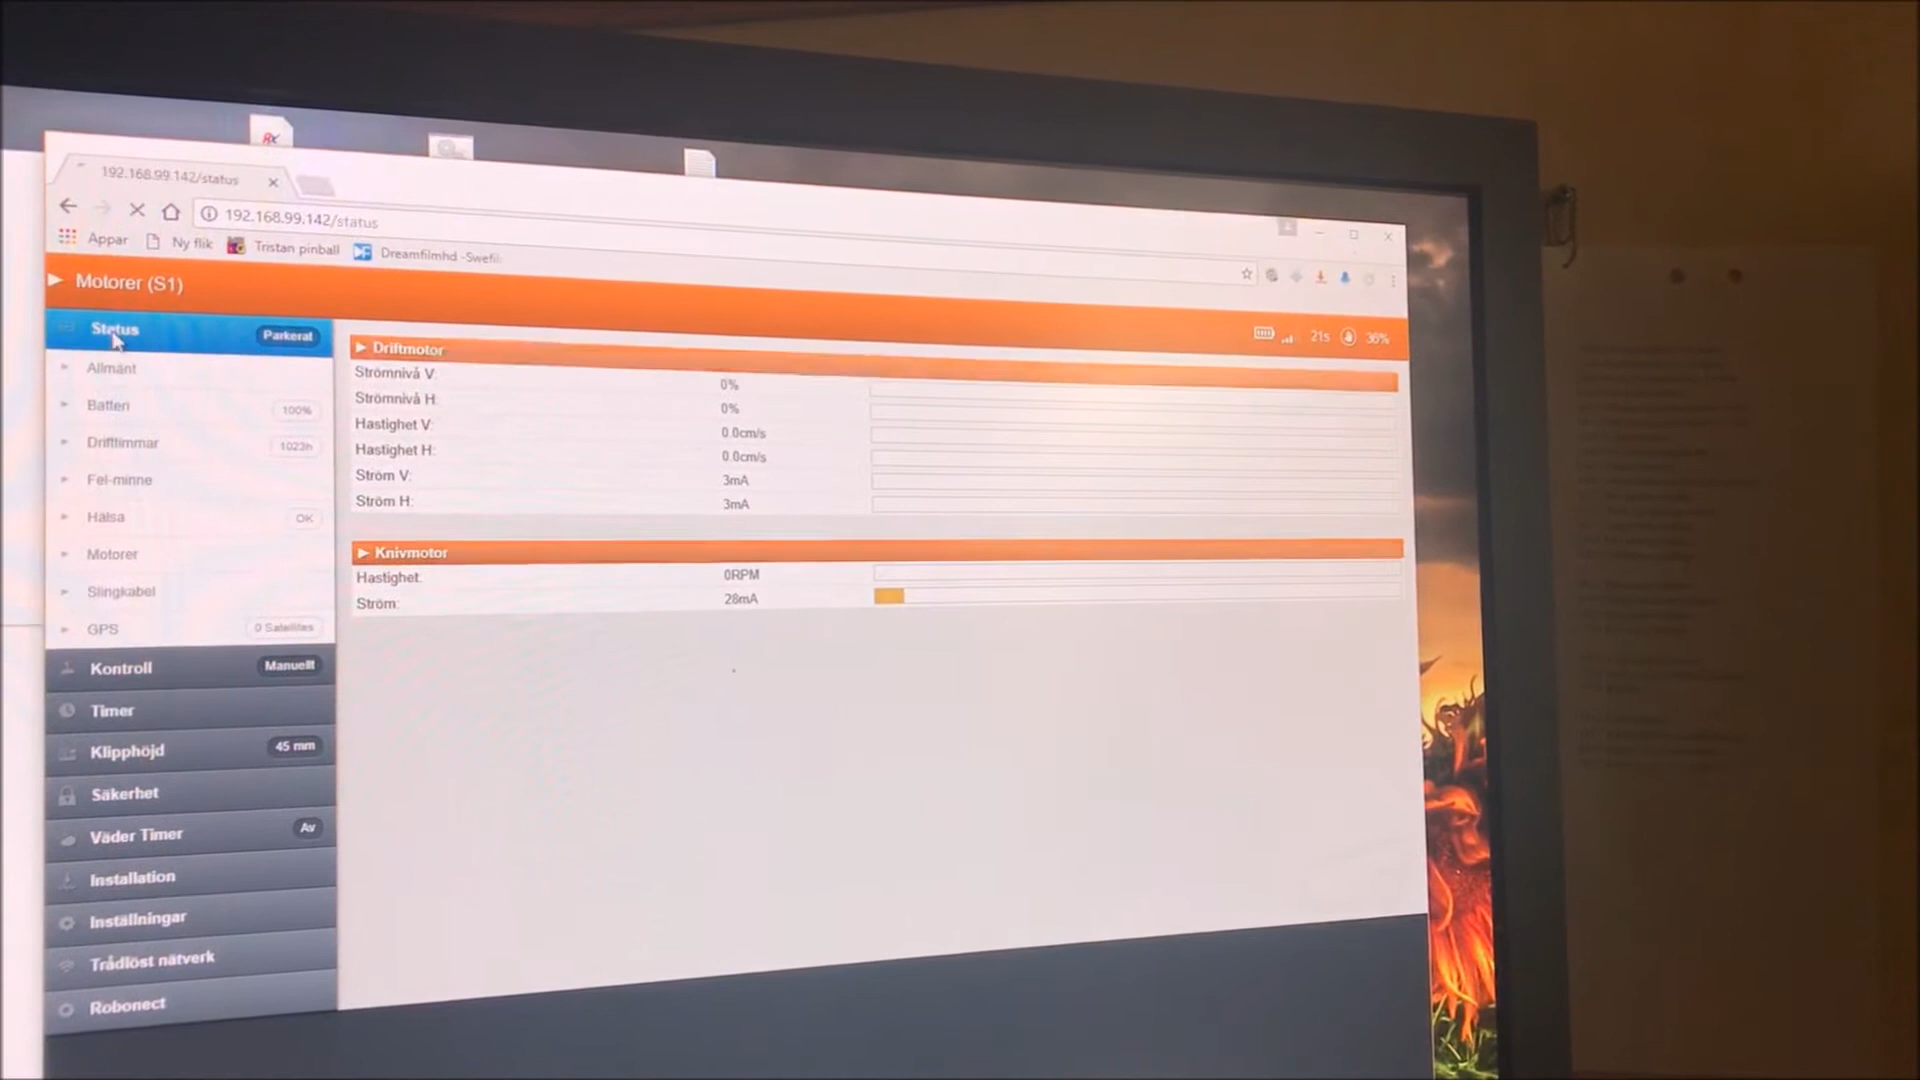 192.168.99.142/status
192.168.99.142/status
Appar Ny flik Tristan pinball Dreamfilmhd -Swefil
Motorer (S1)
21s 36%
Status Parkerat
Allmänt
Batteri 100%
Drifttimmar 1023h
Fel-minne
Hälsa OK
Motorer
Slingkabel
GPS 0 Satellites
Kontroll Manuellt
Timer
Klipphöjd 45 mm
Säkerhet
Väder Timer Av
Installation
Inställningar
Trådlöst nätverk
Robonect
Driftmotor
Strömnivå V: 0%
Strömnivå H: 0%
Hastighet V: 0.0cm/s
Hastighet H: 0.0cm/s
Ström V: 3mA
Ström H: 3mA
Knivmotor
Hastighet: 0RPM
Ström: 28mA